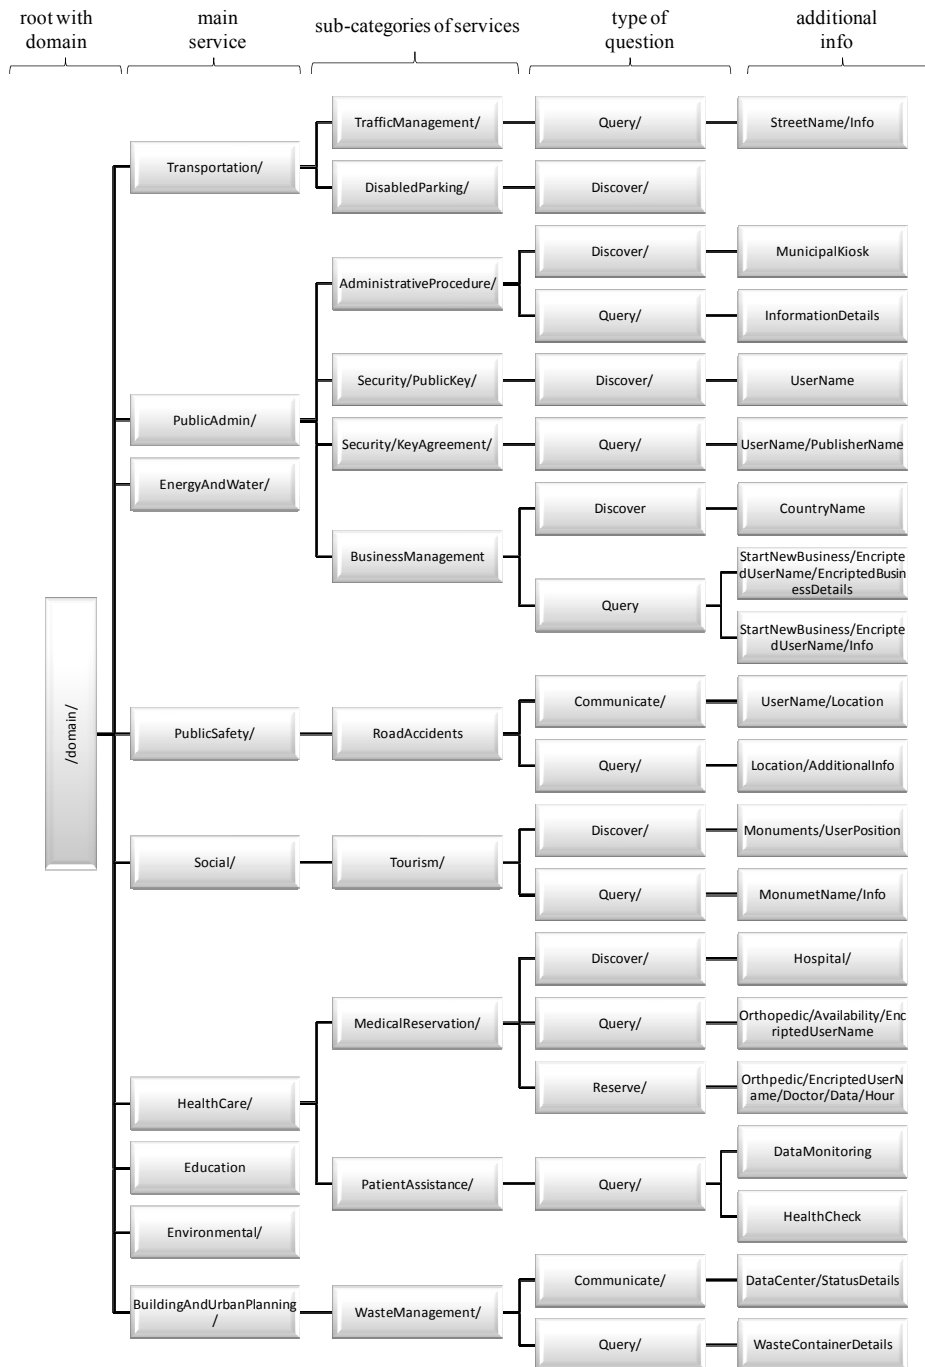 root with
domain
main
service
sub-categories of services
type of
question
additional
info
TrafficManagement/
Query/
StreetName/Info
Transportation/
DisabledParking/
Discover/
Discover/
MunicipalKiosk
AdministrativeProcedure/
Query/
InformationDetails
Security/PublicKey/
Discover/
UserName
PublicAdmin/
Security/KeyAgreement/
Query/
UserName/PublisherName
EnergyAndWater/
Discover
CountryName
BusinessManagement
StartNewBusiness/Encripte
dUserName/EncriptedBusin
essDetails
Query
StartNewBusiness/Encripte
dUserName/Info
/domain/
Communicate/
UserName/Location
PublicSafety/
RoadAccidents
Query/
Location/AdditionalInfo
Discover/
Monuments/UserPosition
Social/
Tourism/
Query/
MonumetName/Info
Discover/
Hospital/
MedicalReservation/
Query/
Orthopedic/Availability/Enc
riptedUserName
Reserve/
Orthpedic/EncriptedUserN
ame/Doctor/Data/Hour
HealthCare/
DataMonitoring
Education
PatientAssistance/
Query/
HealthCheck
Environmental/
Communicate/
DataCenter/StatusDetails
BuildingAndUrbanPlanning
/
WasteManagement/
Query/
WasteContainerDetails